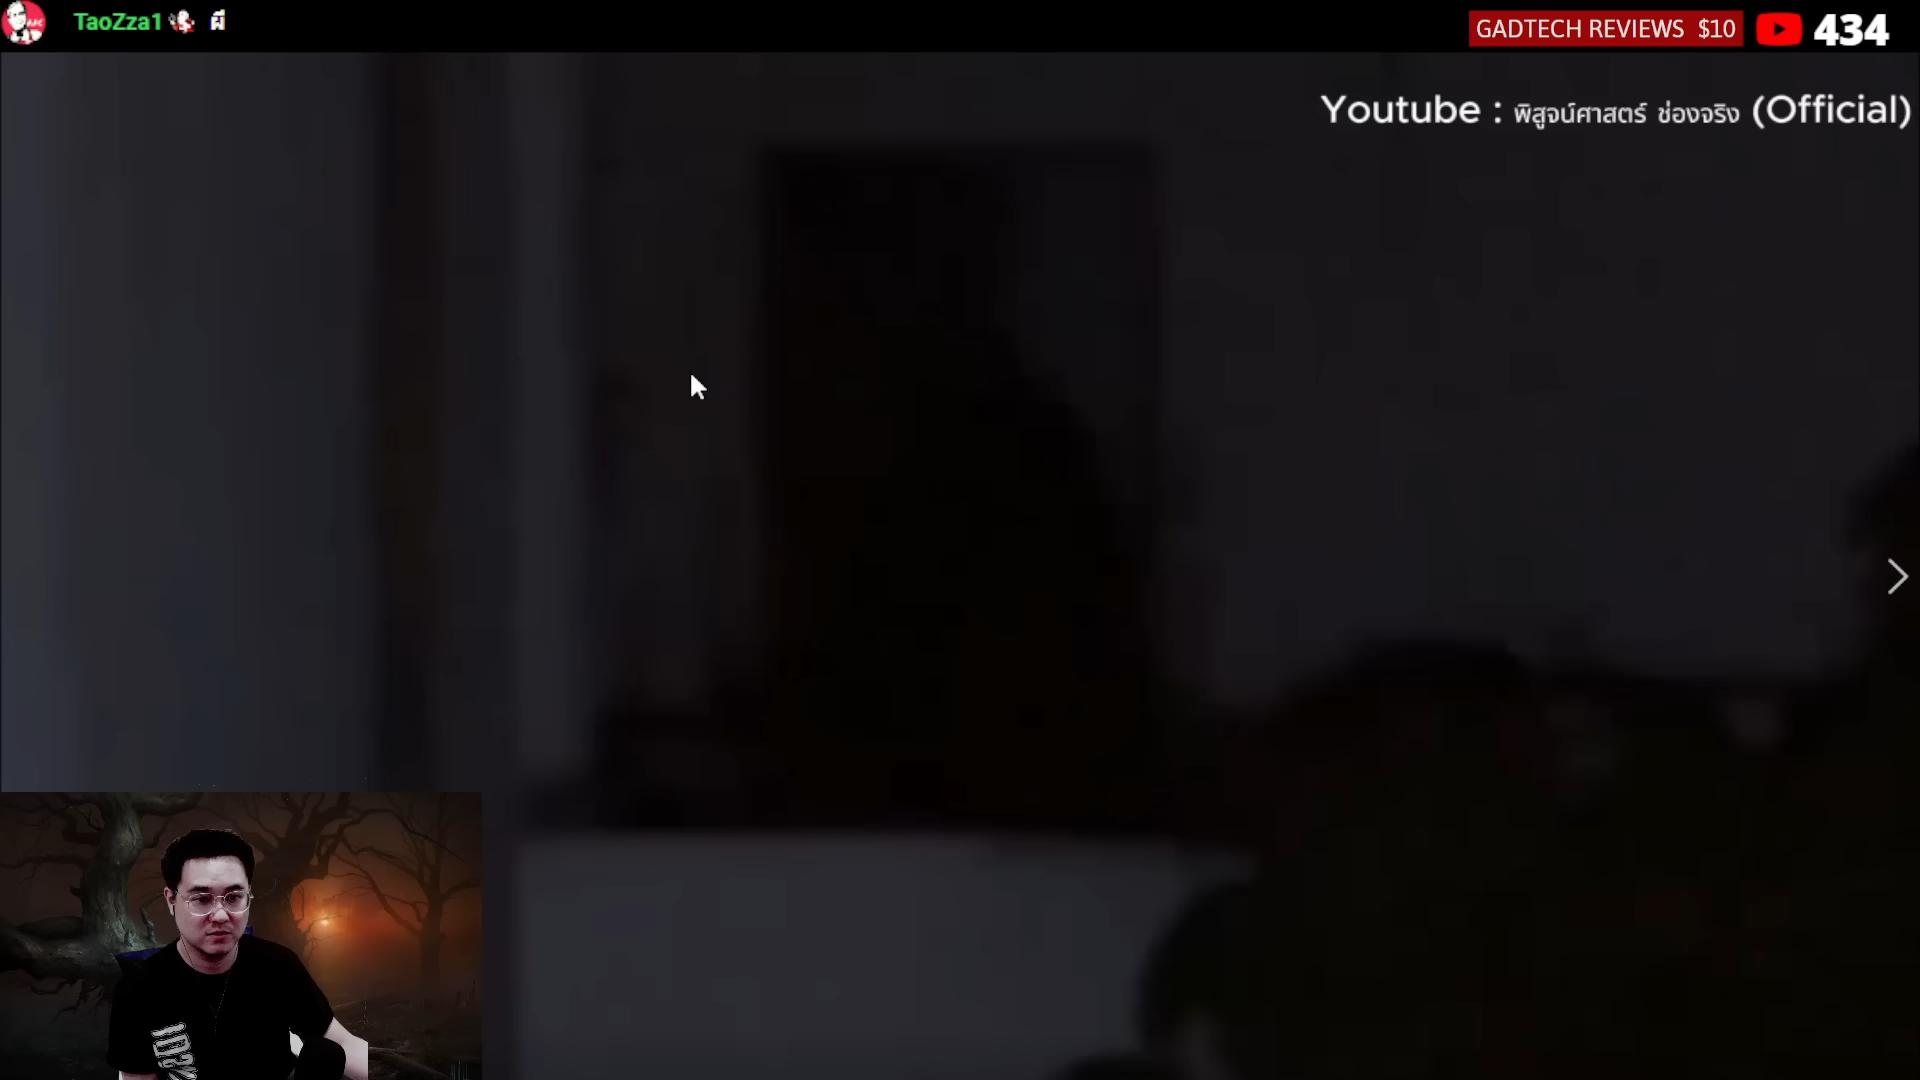 TaoZza1 ผี
GADTECH REVIEWS $10
434
Youtube : พิสูจน์ศาสตร์ ช่องจริง (Official)